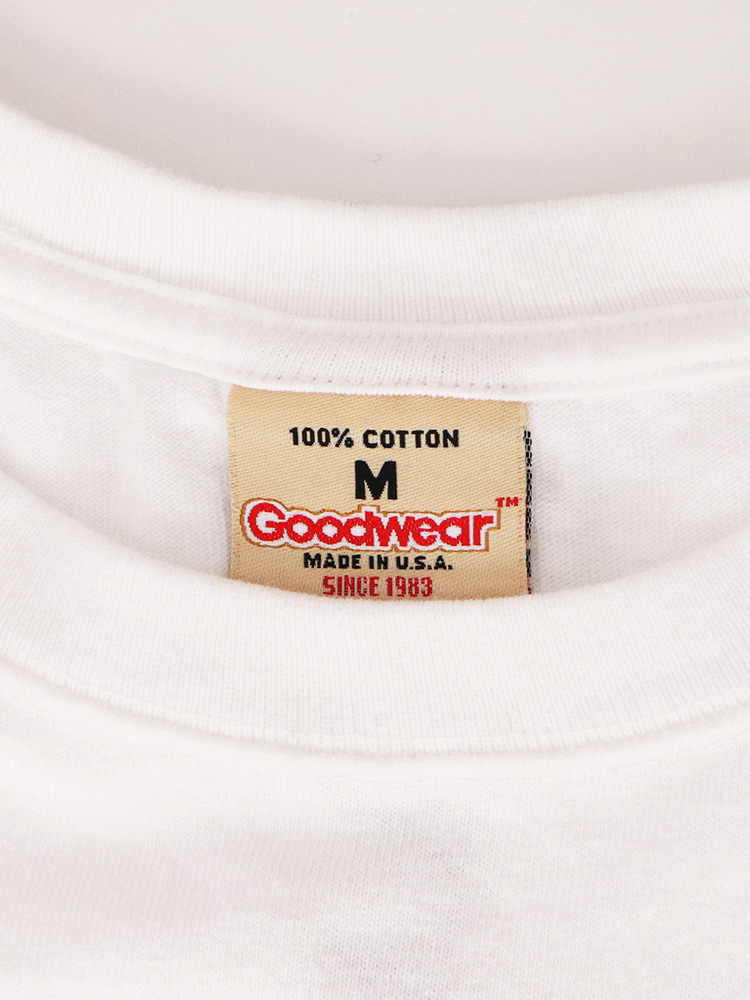 100% COTTON
M
Goodwear™
MADE IN U.S.A.
SINCE 1983